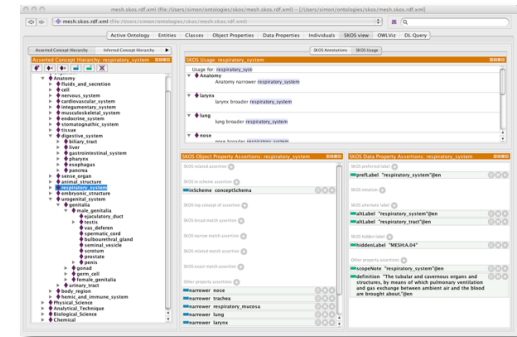 mesh.skos.rdf.xml (file:/Users/simon/ontologies/skos/mesh.skos.rdf.xml) - [/Users/simon/ontologies/skos/mesh.skos.rdf.xml]
mesh.skos.rdf.xml (file:/Users/simon/ontologies/skos/mesh.skos.rdf.xml)
Active Ontology Entities Classes Object Properties Data Properties Individuals SKOS view OWLViz DL Query
Asserted Concept Hierarchy Inferred Concept Hierarchy
Asserted Concept Hierarchy: respiratory_system
Anatomy
fluids_and_secretion
cell
nervous_system
cardiovascular_system
integumentary_system
musculoskeletal_system
endocrine_system
stomatognathic_system
tissue
digestive_system
biliary_tract
liver
gastrointestinal_system
pharynx
esophagus
sense_organ
animal_structure
respiratory_system
embryonic_structure
urogenital_system
genitalia
male_genitalia
ejaculatory_duct
testis
vas_deferen
spermatic_cord
bulbourethral_gland
seminal_vesicle
scrotum
prostate
penis
gonad
germ_cell
female_genitalia
urinary_tract
body_region
hemic_and_immune_system
Physical_Science
Analytical_Technique
Biological_Science
Chemical
SKOS Annotations SKOS Usage
SKOS Usage: respiratory_system
Usage for: respiratory_system
Anatomy
Anatomy narrower respiratory_system
larynx
larynx broader respiratory_system
lung
lung broader respiratory_system
nose
nose broader respiratory_system
SKOS Object Property Assertions: respiratory_system
SKOS related assertion
SKOS in scheme assertion
inScheme conceptScheme
SKOS top concept of assertion
SKOS broad match assertion
SKOS narrow match assertion
SKOS related match assertion
SKOS exact match assertion
Other property assertions
narrower nose
narrower trachea
narrower respiratory_mucosa
narrower lung
narrower larynx
SKOS Data Property Assertions: respiratory_system
SKOS preferred label
prefLabel "respiratory_system"@en
SKOS notation
SKOS alternate label
altLabel "respiratory_system"@en
altLabel "respiratory_tract"@en
SKOS hidden label
hiddenLabel "MESH:A.04"
Other property assertions
scopeNote "respiratory_system"@en
definition "The tubular and cavernous organs and
structures, by means of which pulmonary ventilation
and gas exchange between ambient air and the blood
are brought about."@en